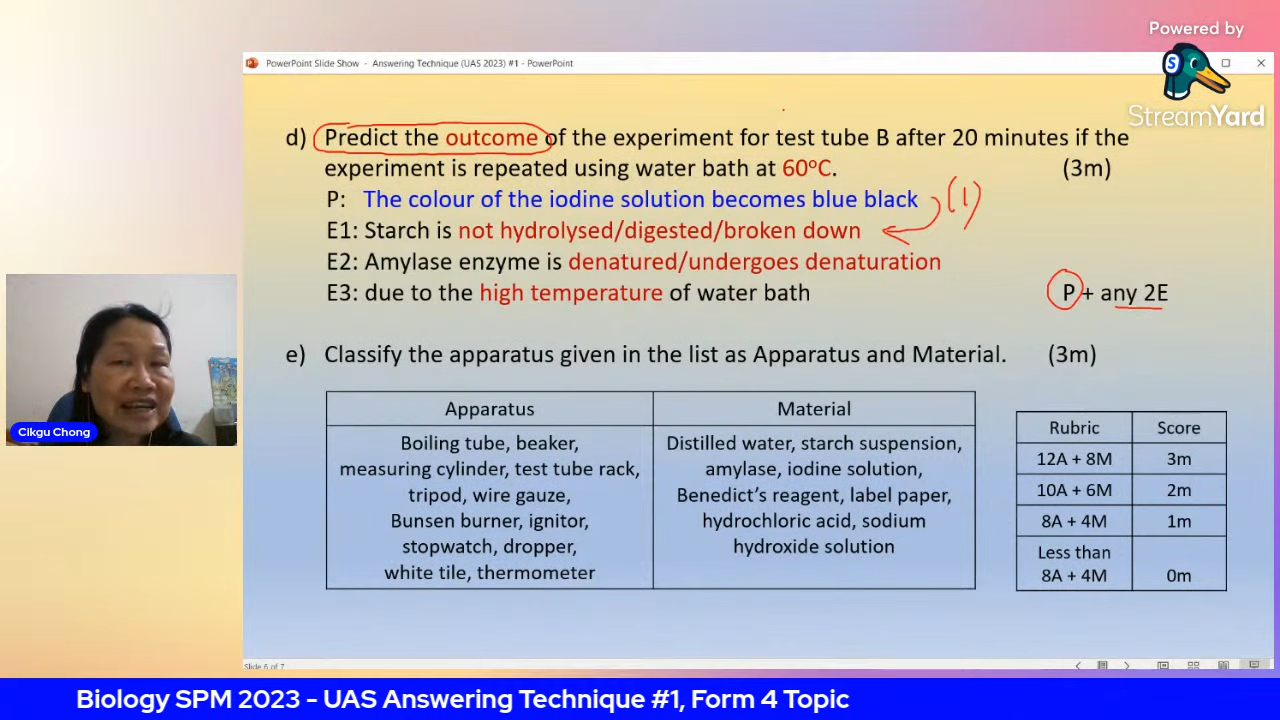 Powered by
S
StreamYard
PowerPoint Slide Show - Answering Technique (UAS 2023) #1 - PowerPoint
d) Predict the outcome of the experiment for test tube B after 20 minutes if the
experiment is repeated using water bath at 60°C. (3m)
P: The colour of the iodine solution becomes blue black
(1)
E1: Starch is not hydrolysed/digested/broken down
E2: Amylase enzyme is denatured/undergoes denaturation
E3: due to the high temperature of water bath P + any 2E
e) Classify the apparatus given in the list as Apparatus and Material. (3m)
Apparatus Material
Boiling tube, beaker, Distilled water, starch suspension,
measuring cylinder, test tube rack, amylase, iodine solution,
tripod, wire gauze, Benedict's reagent, label paper,
Bunsen burner, ignitor, hydrochloric acid, sodium
stopwatch, dropper, hydroxide solution
white tile, thermometer
Rubric Score
12A + 8M 3m
10A + 6M 2m
8A + 4M 1m
Less than
8A + 4M 0m
Cikgu Chong
Slide 6 of 7
Biology SPM 2023 - UAS Answering Technique #1, Form 4 Topic